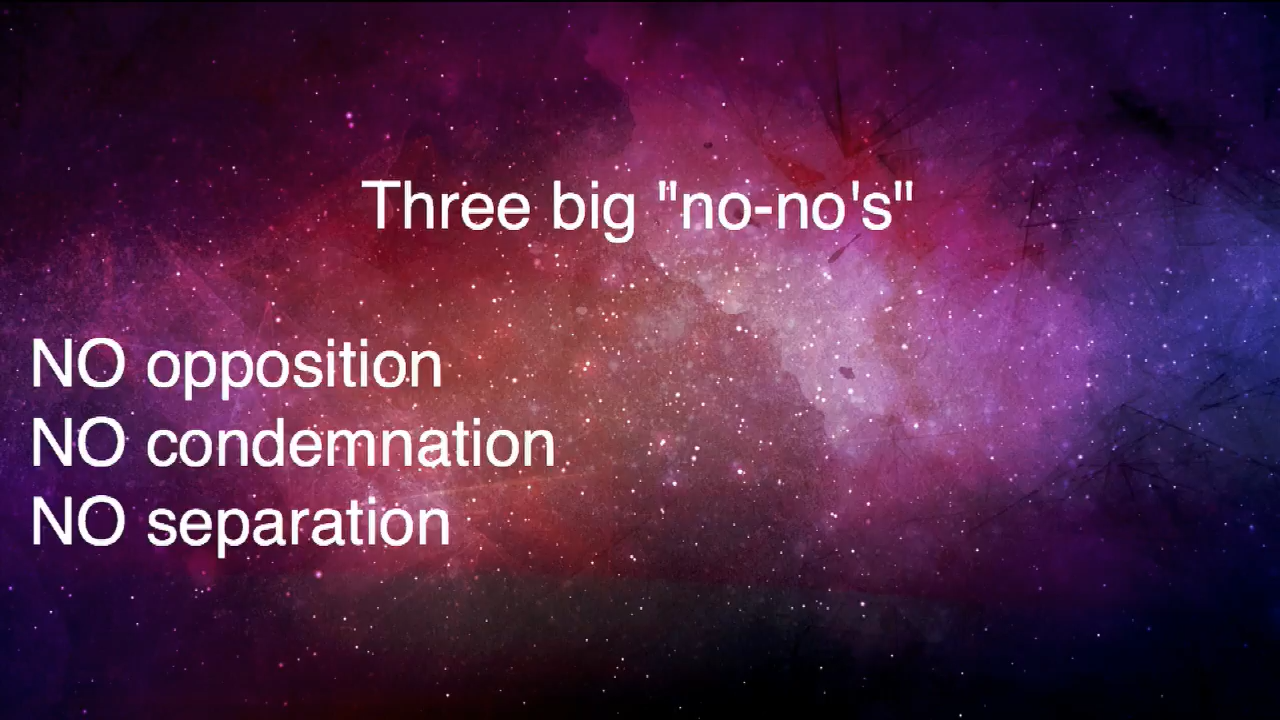 Three big "no-no's"
NO opposition
NO condemnation
NO separation